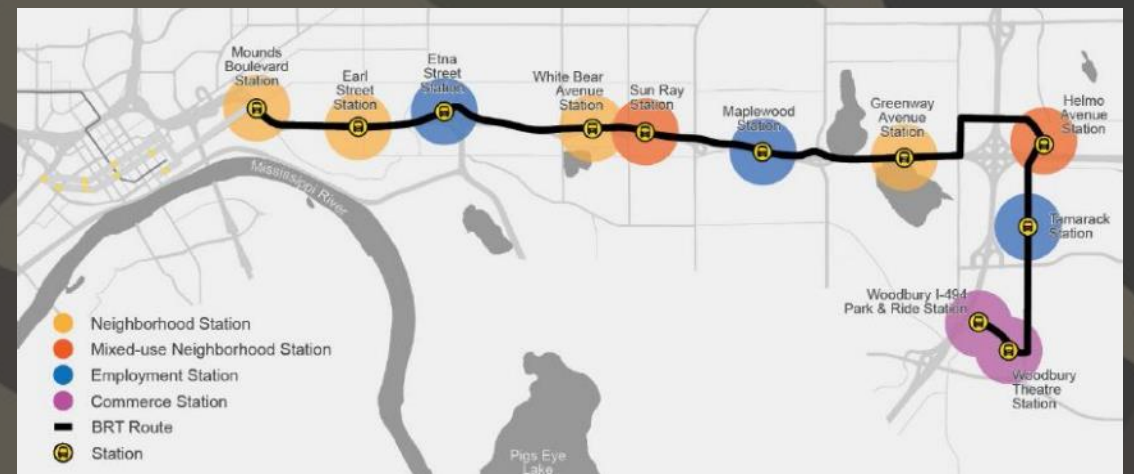 Mounds
Boulevard
Station
Earl
Street
Station
Etna
Street
Station
White Bear
Avenue
Station
Sun Ray
Station
Maplewood
Station
Greenway
Avenue
Station
Helmo
Avenue
Station
Tamarack
Station
Woodbury I-494
Park & Ride Station
Woodbury
Theatre
Station
Mississippi River
Pigs Eye
Lake
Neighborhood Station
Mixed-use Neighborhood Station
Employment Station
Commerce Station
BRT Route
Station